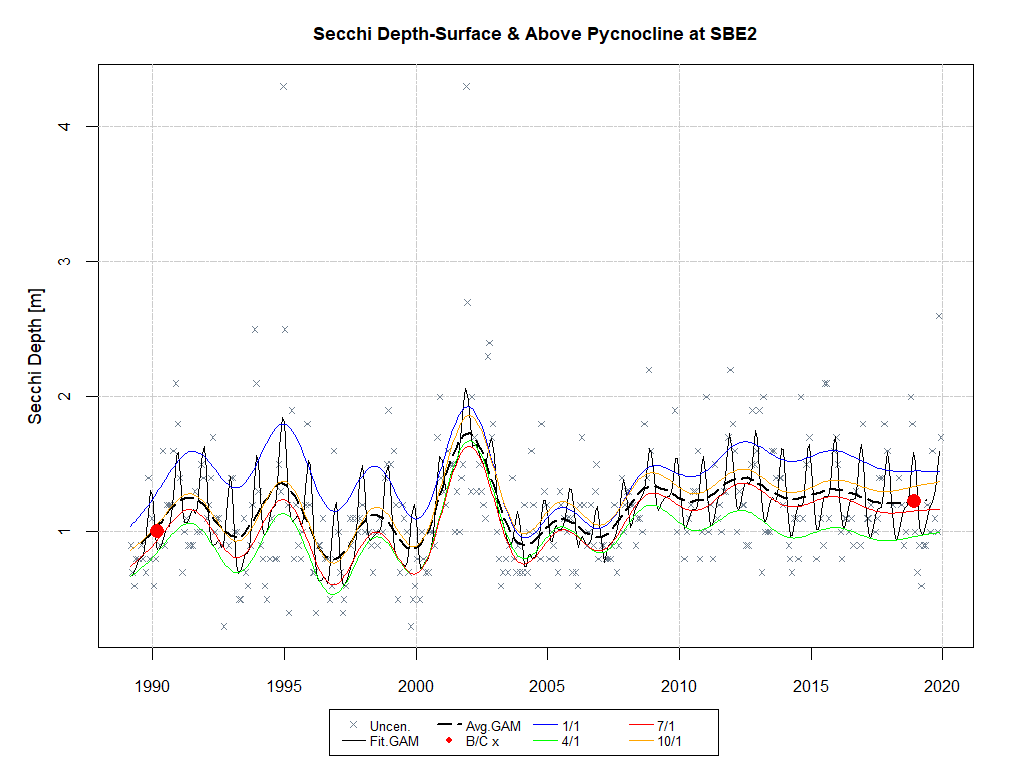 Secchi Depth-Surface & Above Pycnocline at SBE2
Secchi Depth [m]
4
3
2
1
1990 1995 2000 2005 2010 2015 2020
Uncen. Avg.GAM 1/1 7/1
Fit.GAM B/C x 4/1 10/1